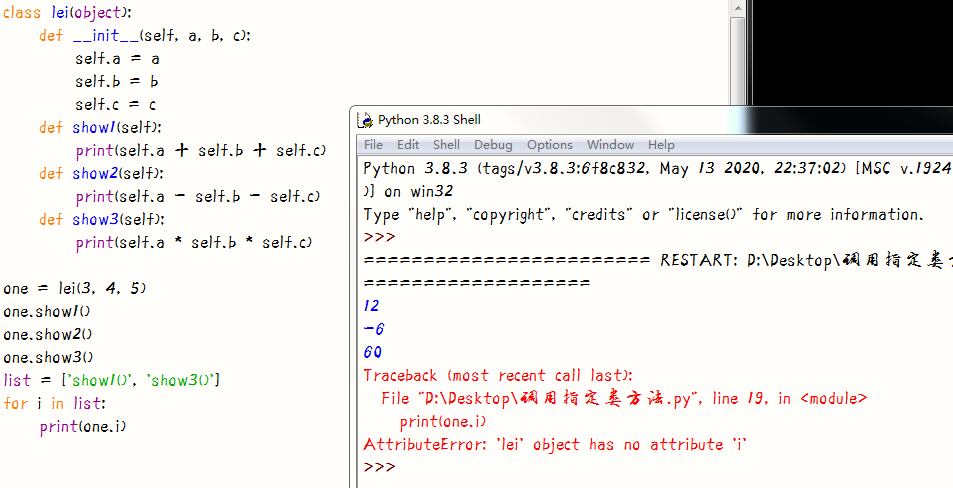 class lei(object):
def __init__(self, a, b, c):
self.a = a
self.b = b
self.c = c
def show1(self):
print(self.a + self.b + self.c)
def show2(self):
print(self.a - self.b - self.c)
def show3(self):
print(self.a * self.b * self.c)
one = lei(3, 4, 5)
one.show1()
one.show2()
one.show3()
list = ['show1()', 'show3()']
for i in list:
print(one.i)
Python 3.8.3 Shell
File Edit Shell Debug Options Window Help
Python 3.8.3 (tags/v3.8.3:6f8c832, May 13 2020, 22:37:02) [MSC v.1924
)] on win32
Type "help", "copyright", "credits" or "license()" for more information.
>>>
========================= RESTART: D:\Desktop\调用指定类方
===================
12
-6
60
Traceback (most recent call last):
File "D:\Desktop\调用指定类方法.py", line 19, in <module>
print(one.i)
AttributeError: 'lei' object has no attribute 'i'
>>>